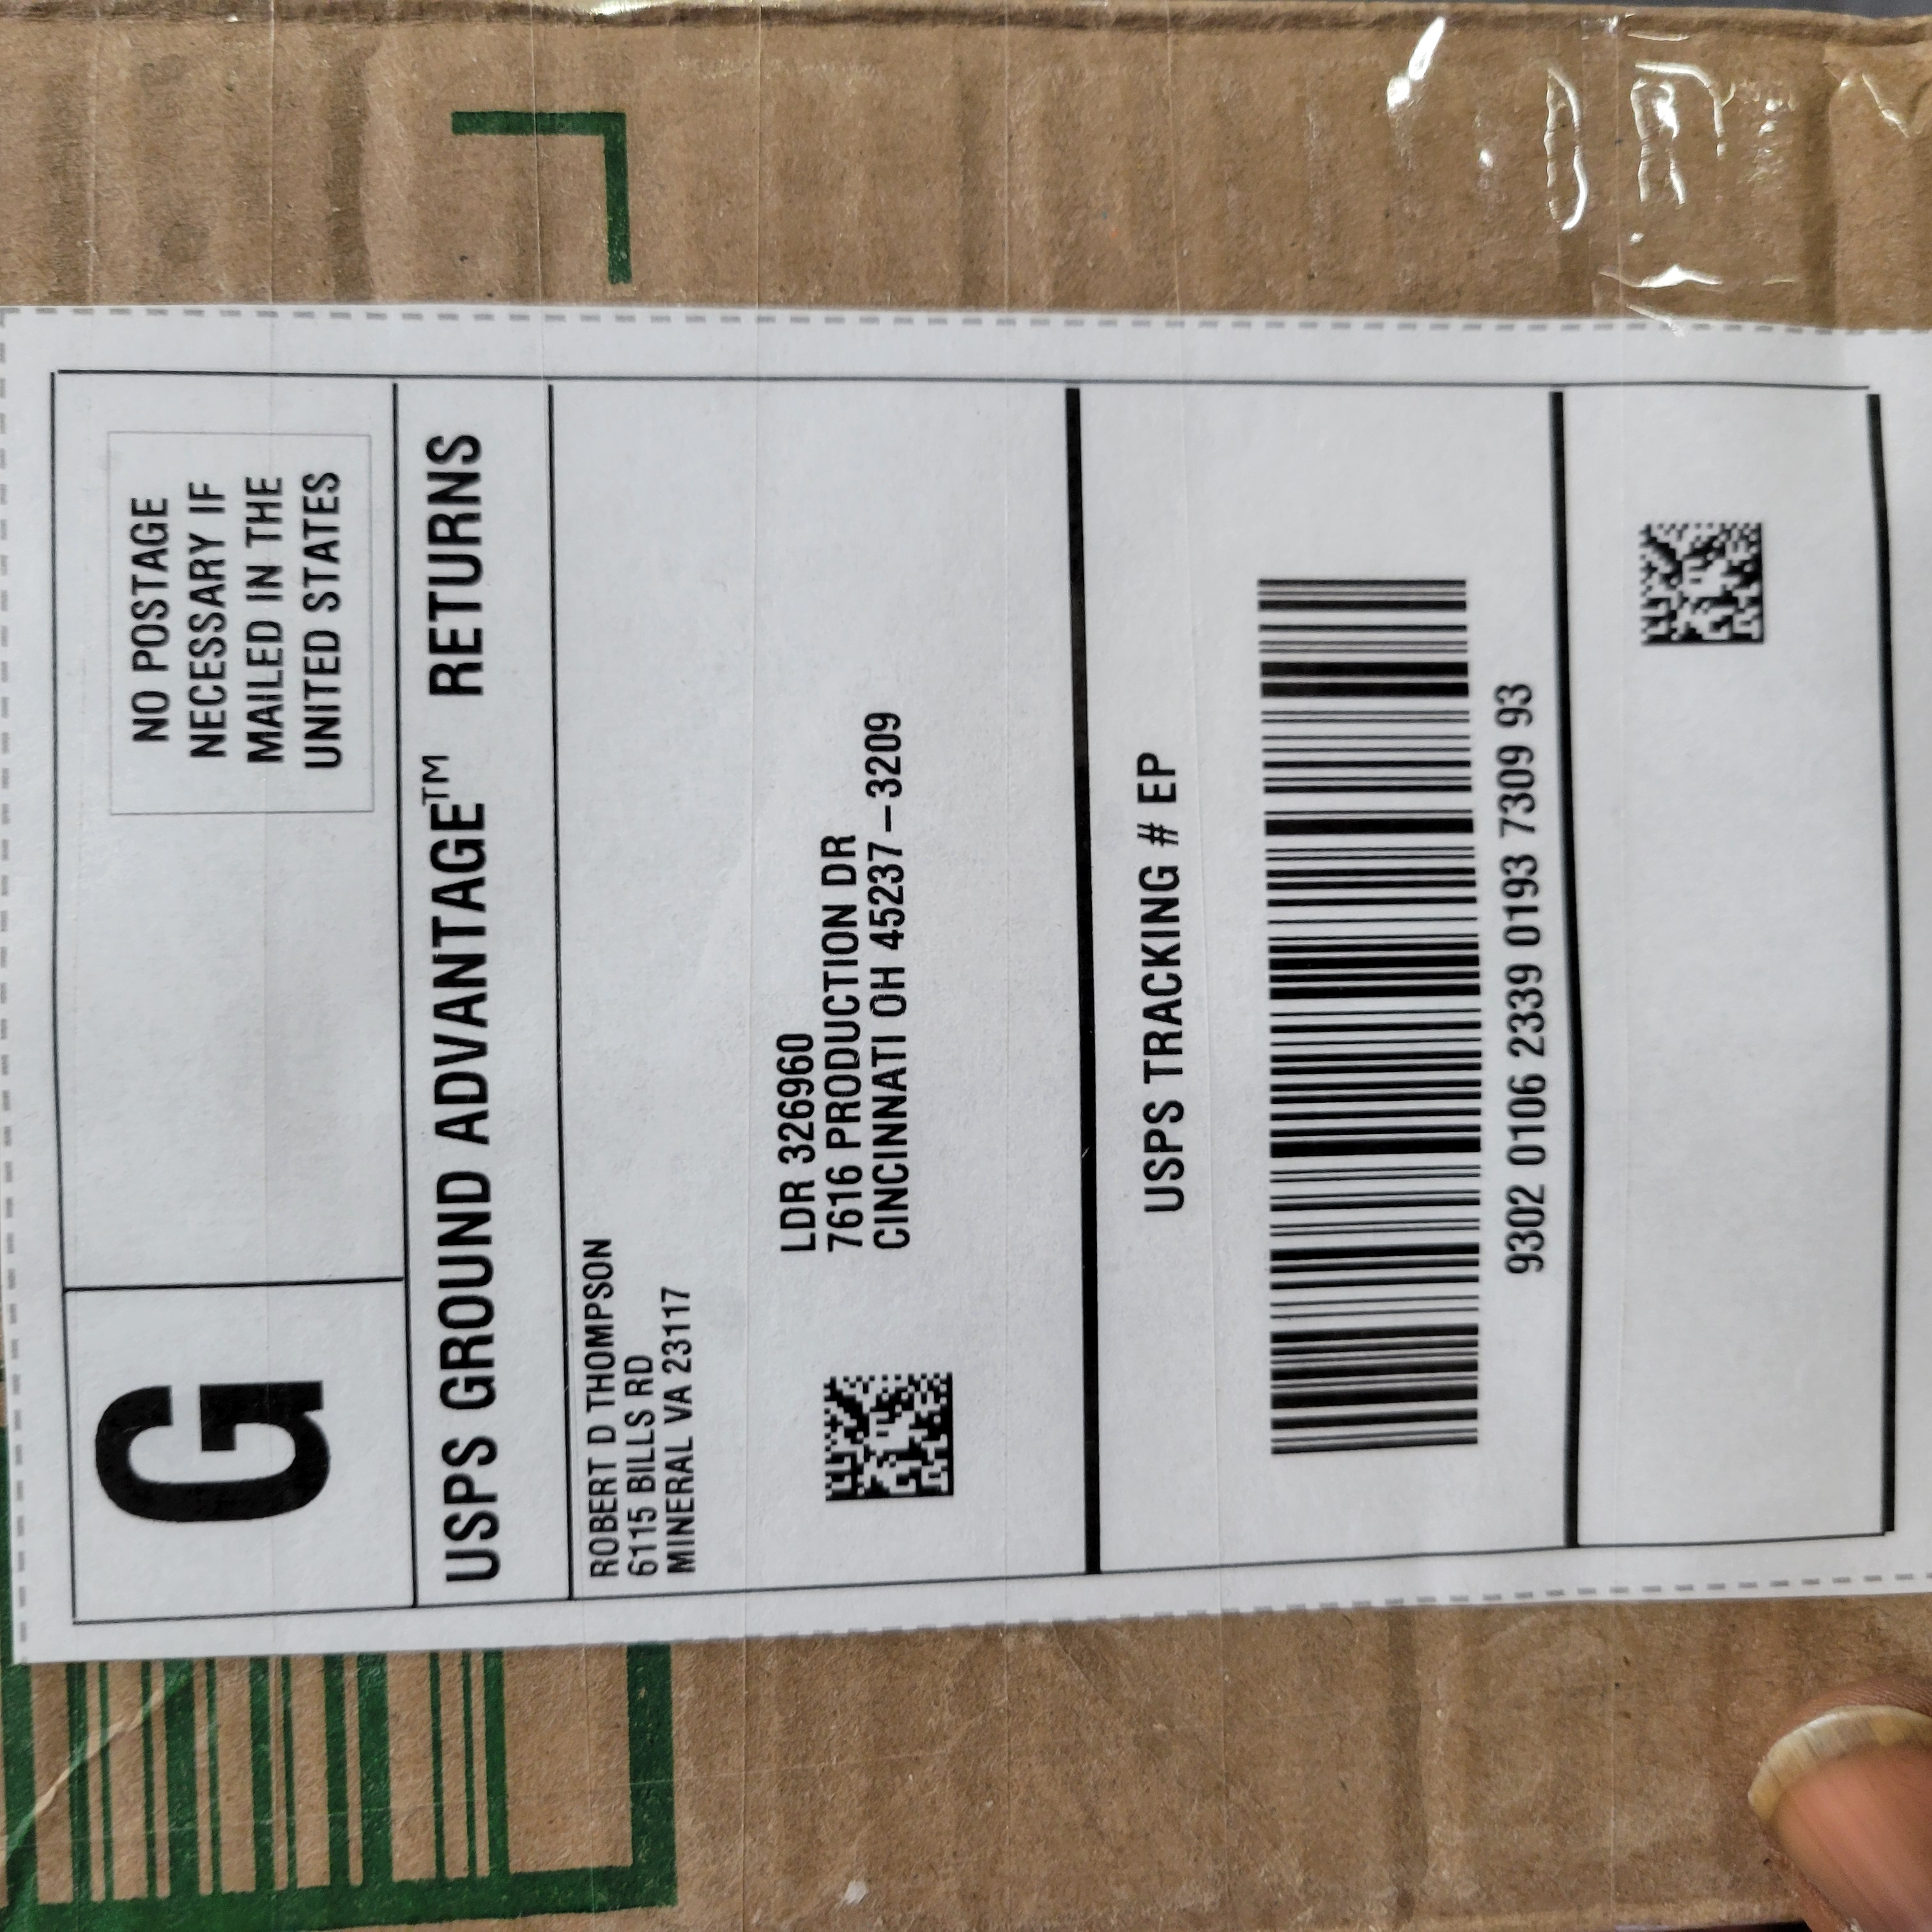 G
NO POSTAGE
NECESSARY IF
MAILED IN THE
UNITED STATES
USPS GROUND ADVANTAGE™ RETURNS
ROBERT D THOMPSON
6115 BILLS RD
MINERAL VA 23117
LDR 326960
7616 PRODUCTION DR
CINCINNATI OH 45237-3209
USPS TRACKING # EP
9302 0106 2339 0193 7309 93